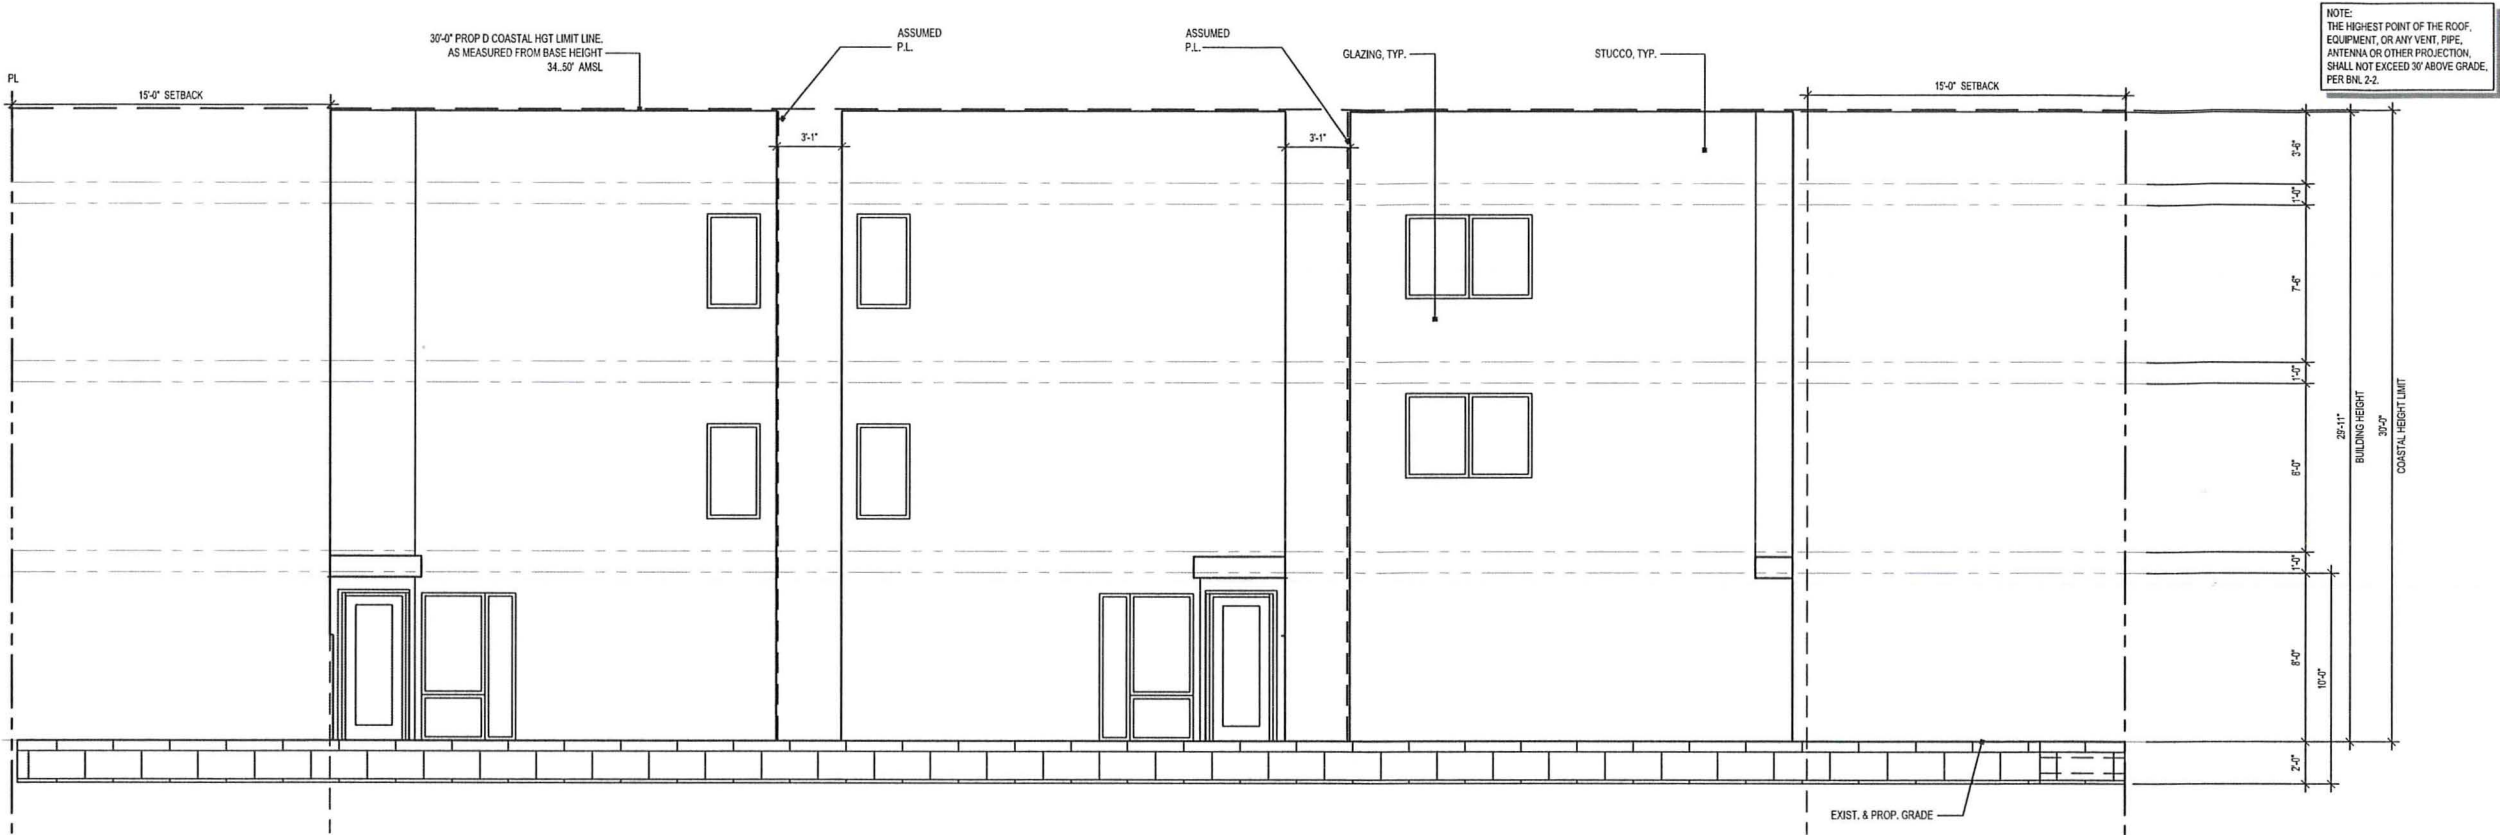 NOTE:
THE HIGHEST POINT OF THE ROOF,
EQUIPMENT, OR ANY VENT, PIPE,
ANTENNA OR OTHER PROJECTION,
SHALL NOT EXCEED 30' ABOVE GRADE,
PER BNL 2-2.
30'-0" PROP D COASTAL HGT LIMIT LINE.
AS MEASURED FROM BASE HEIGHT
34..50' AMSL
ASSUMED
P.L.
ASSUMED
P.L.
GLAZING, TYP.
STUCCO, TYP.
PL
15'-0" SETBACK
15'-0" SETBACK
3'-1"
3'-1"
3'-6"
1'-0"
7'-6"
1'-0"
8'-0"
1'-0"
8'-0"
2'-0"
10'-0"
29'-11"
BUILDING HEIGHT
30'-0"
COASTAL HEIGHT LIMIT
EXIST. & PROP. GRADE